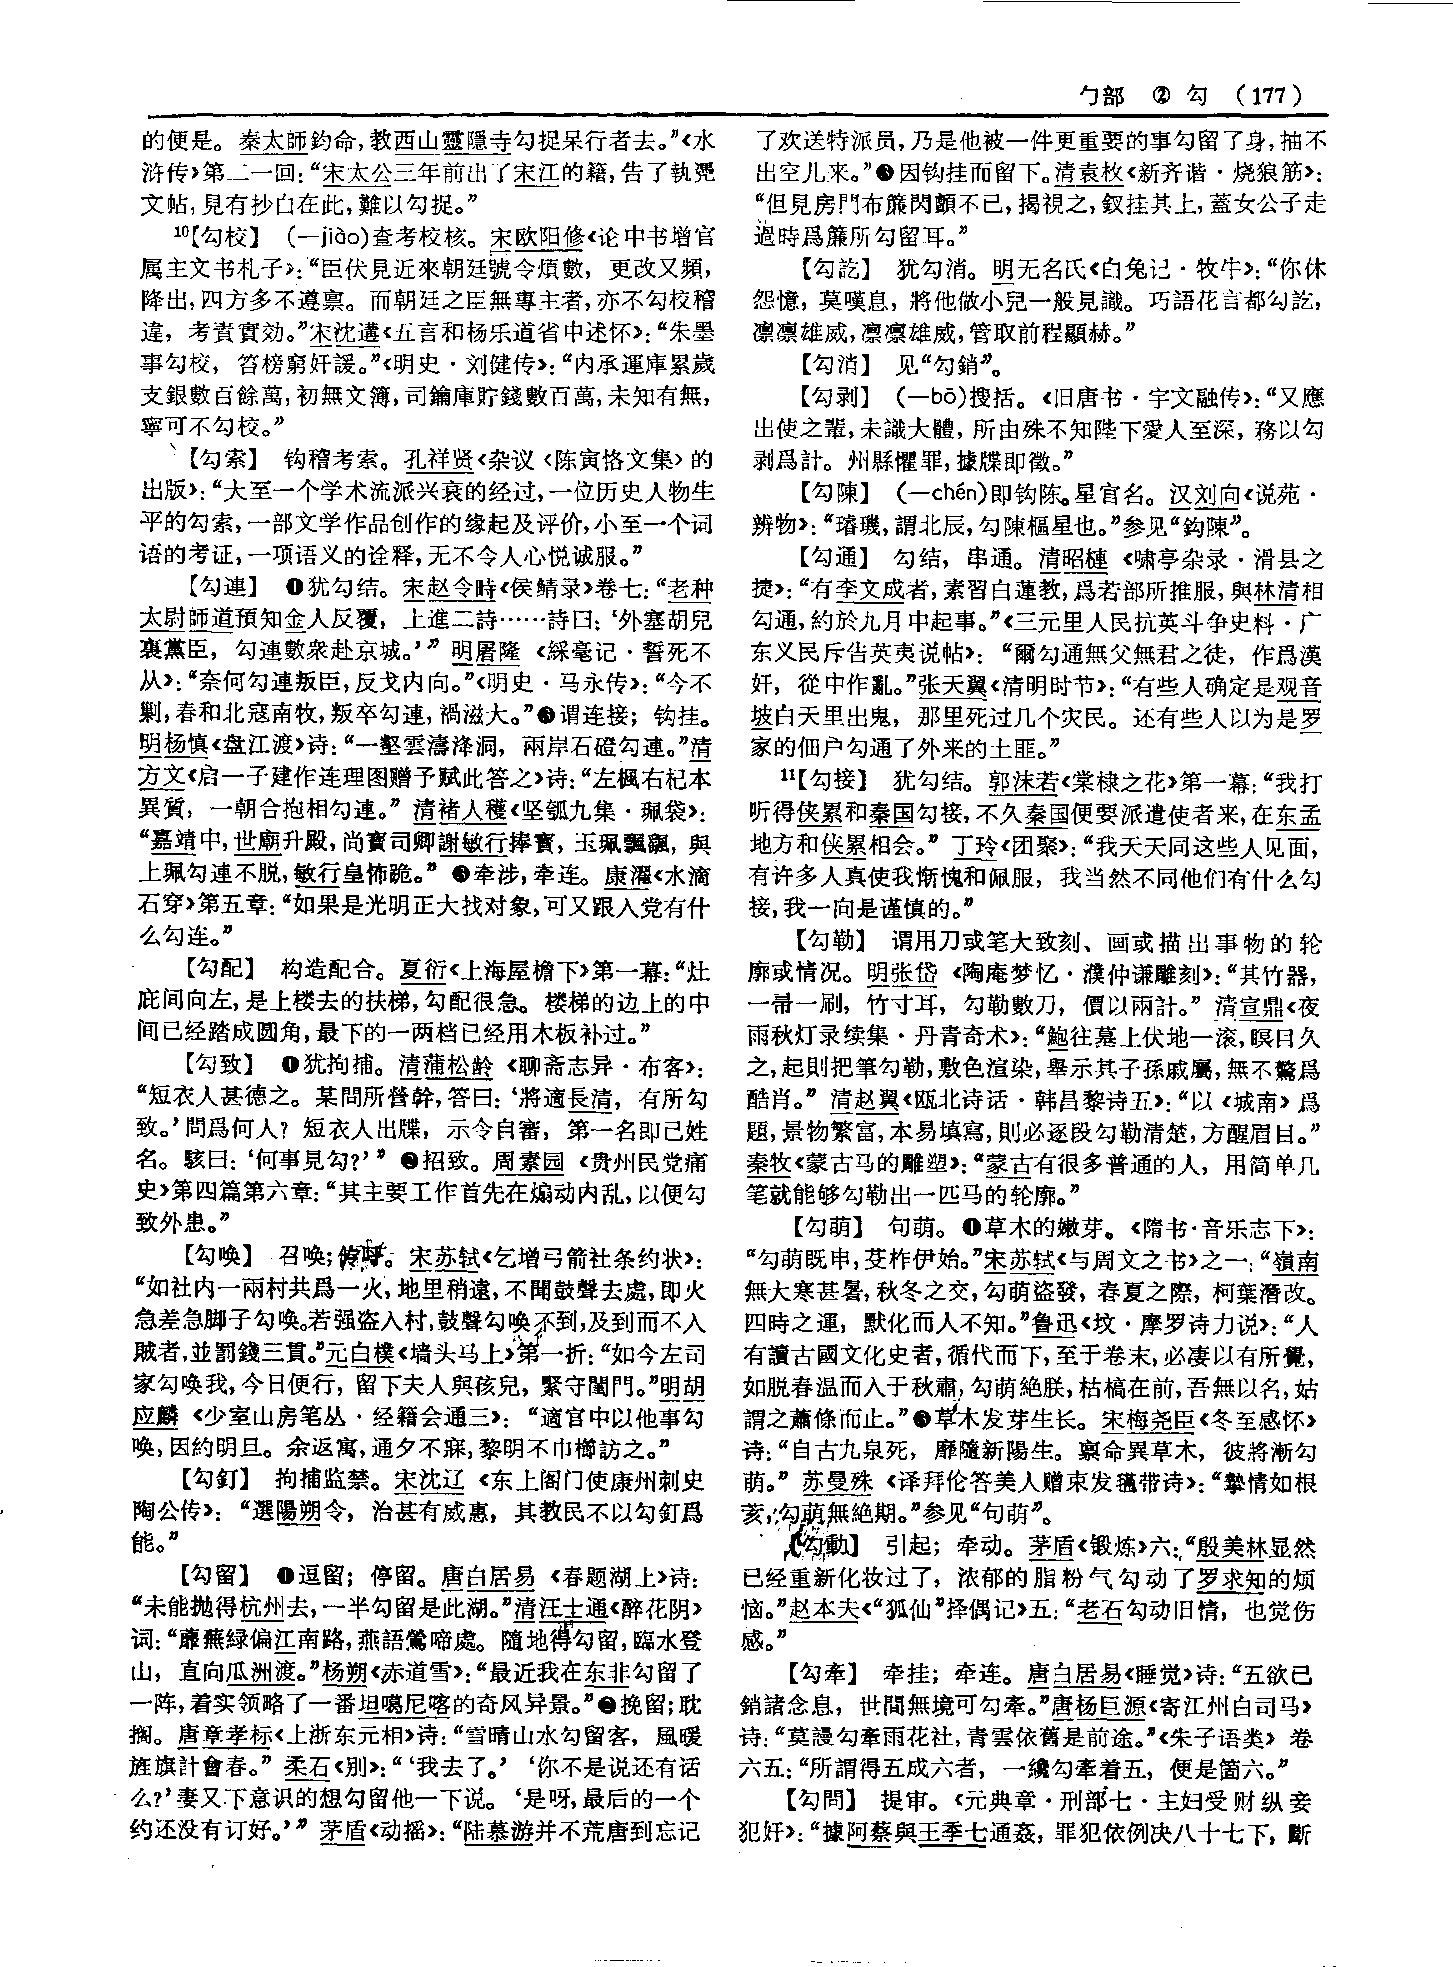 勹部 ② 勾 （177）
的便是。秦太師鈞命，教西山靈隱寺勾捉呆行者去。”《水
浒传》第二一回：“宋太公三年前出了宋江的籍，告了執凴
文帖，見有抄白在此，難以勾捉。”
10【勾校】 （—jiào）查考校核。宋欧阳修《论中书增官
属主文书札子》：“臣伏見近來朝廷號令煩數，更改又頻，
降出，四方多不遵禀。而朝廷之臣無專主者，亦不勾校稽
違，考責實効。”宋沈遘《五言和杨乐道省中述怀》：“朱墨
事勾校，笞榜窮奸諼。”《明史·刘健传》：“内承運庫累歲
支銀數百餘萬，初無文簿，司鑰庫貯錢數百萬，未知有無，
寧可不勾校。”
【勾索】 钩稽考索。孔祥贤《杂议〈陈寅恪文集〉的
出版》：“大至一个学术流派兴衰的经过，一位历史人物生
平的勾索，一部文学作品创作的缘起及评价，小至一个词
语的考证，一项语义的诠释，无不令人心悦诚服。”
【勾連】 ❶犹勾结。宋赵令畤《侯鲭录》卷七：“老种
太尉師道預知金人反覆，上進二詩……詩曰：‘外塞胡兒
裹黨臣，勾連數衆赴京城。’” 明屠隆《綵毫记·誓死不
从》：“奈何勾連叛臣，反戈内向。”《明史·马永传》：“今不
剿，春和北寇南牧，叛卒勾連，禍滋大。”❷谓连接；钩挂。
明杨慎《盘江渡》诗：“一壑雲濤洚洞，兩岸石磴勾連。”清
方文《启一子建作连理图赠予赋此答之》诗：“左楓右杞本
異質，一朝合抱相勾連。” 清褚人穫《坚瓠九集·珮袋》：
“嘉靖中，世廟升殿，尚寳司卿謝敏行捧寳，玉珮飄颻，與
上珮勾連不脱，敏行皇怖跪。” ❸牵涉，牵连。康濯《水滴
石穿》第五章：“如果是光明正大找对象，可又跟入党有什
么勾连。”
【勾配】 构造配合。夏衍《上海屋檐下》第一幕：“灶
庇间向左，是上楼去的扶梯，勾配很急。楼梯的边上的中
间已经踏成圆角，最下的一两档已经用木板补过。”
【勾致】 ❶犹拘捕。清蒲松龄《聊斋志异·布客》：
“短衣人甚德之。某問所營幹，答曰：‘將適長清，有所勾
致。’問爲何人？短衣人出牒，示令自審，第一名即己姓
名。駭曰：‘何事見勾？’” ❷招致。周素园《贵州民党痛
史》第四篇第六章：“其主要工作首先在煽动内乱，以便勾
致外患。”
【勾唤】 召唤；。宋苏轼《乞增弓箭社条约状》：
“如社内一兩村共爲一火，地里稍遠，不聞鼓聲去處，即火
急差急脚子勾唤。若强盗入村，鼓聲勾唤不到，及到而不入
賊者，並罰錢三貫。”元白樸《墙头马上》第一折：“如今左司
家勾唤我，今日便行，留下夫人與孩兒，緊守閨門。”明胡
应麟《少室山房笔丛·经籍会通三》：“適官中以他事勾
唤，因約明旦。余返寓，通夕不寐，黎明不巾櫛訪之。”
【勾釘】 拘捕监禁。宋沈辽《东上阁门使康州刺史
陶公传》：“選陽朔令，治甚有威惠，其教民不以勾釘爲
能。”
【勾留】 ❶逗留；停留。唐白居易《春题湖上》诗：
“未能抛得杭州去，一半勾留是此湖。”清汪士通《醉花阴》
词：“蘼蕪緑偏江南路，燕語鶯啼處。隨地得勾留，臨水登
山，直向瓜洲渡。”杨朔《赤道雪》：“最近我在东非勾留了
一阵，着实领略了一番坦噶尼喀的奇风异景。”❷挽留；耽
搁。唐章孝标《上浙东元相》诗：“雪晴山水勾留客，風暖
旌旗計會春。” 柔石《别》：“‘我去了。’ ‘你不是说还有话
么？’妻又下意识的想勾留他一下说。‘是呀，最后的一个
约还没有订好。’” 茅盾《动摇》：“陆慕游并不荒唐到忘记
了欢送特派员，乃是他被一件更重要的事勾留了身，抽不
出空儿来。”❸因钩挂而留下。清袁枚《新齐谐·烧狼筋》：
“但見房門布簾閃顫不已，揭視之，釵挂其上，蓋女公子走
過時爲簾所勾留耳。”
【勾訖】 犹勾消。明无名氏《白兔记·牧牛》：“你休
怨憶，莫嘆息，將他做小兒一般見識。巧語花言都勾訖，
凛凛雄威，凛凛雄威，管取前程顯赫。”
【勾消】 见“勾銷”。
【勾剥】 （—bō）搜括。《旧唐书·宇文融传》：“又應
出使之輩，未識大體，所由殊不知陛下愛人至深，務以勾
剥爲計。州縣懼罪，據牒即徵。”
【勾陳】 （—chén）即钩陈。星官名。汉刘向《说苑·
辨物》：“璿璣，謂北辰，勾陳樞星也。”参见“鈎陳”。
【勾通】 勾结，串通。清昭槤《啸亭杂录·滑县之
捷》：“有李文成者，素習白蓮教，爲若部所推服，與林清相
勾通，約於九月中起事。”《三元里人民抗英斗争史料·广
东义民斥告英夷说帖》：“爾勾通無父無君之徒，作爲漢
奸，從中作亂。”张天翼《清明时节》：“有些人确定是观音
坡白天里出鬼，那里死过几个灾民。还有些人以为是罗
家的佃户勾通了外来的土匪。”
11【勾接】 犹勾结。郭沫若《棠棣之花》第一幕：“我打
听得侠累和秦国勾接，不久秦国便要派遣使者来，在东孟
地方和侠累相会。” 丁玲《团聚》：“我天天同这些人见面，
有许多人真使我惭愧和佩服，我当然不同他们有什么勾
接，我一向是谨慎的。”
【勾勒】 谓用刀或笔大致刻、画或描出事物的轮
廓或情况。明张岱《陶庵梦忆·濮仲谦雕刻》：“其竹器，
一帚一刷，竹寸耳，勾勒數刀，價以兩計。” 清宣鼎《夜
雨秋灯录续集·丹青奇术》：“鮑往墓上伏地一滚，瞑目久
之，起則把筆勾勒，敷色渲染，舉示其子孫戚屬，無不驚爲
酷肖。” 清赵翼《瓯北诗话·韩昌黎诗五》：“以《城南》爲
題，景物繁富，本易填寫，則必逐段勾勒清楚，方醒眉目。”
秦牧《蒙古马的雕塑》：“蒙古有很多普通的人，用简单几
笔就能够勾勒出一匹马的轮廓。”
【勾萌】 句萌。❶草木的嫩芽。《隋书·音乐志下》：
“勾萌既申，芟柞伊始。”宋苏轼《与周文之书》之一：“嶺南
無大寒甚暑，秋冬之交，勾萌盜發，春夏之際，柯葉潛改。
四時之運，默化而人不知。”鲁迅《坟·摩罗诗力说》：“人
有讀古國文化史者，循代而下，至于卷末，必凄以有所覺，
如脱春温而入于秋肅，勾萌絶朕，枯槁在前，吾無以名，姑
謂之蕭條而止。”❷草木发芽生长。宋梅尧臣《冬至感怀》
诗：“自古九泉死，靡隨新陽生。禀命異草木，彼將漸勾
萌。” 苏曼殊《译拜伦答美人赠束发𣯶带诗》：“摯情如根
荄，勾萌無絶期。”参见“句萌”。
【勾動】 引起；牵动。茅盾《锻炼》六：“殷美林显然
已经重新化妆过了，浓郁的脂粉气勾动了罗求知的烦
恼。”赵本夫《“狐仙”择偶记》五：“老石勾动旧情，也觉伤
感。”
【勾牽】 牵挂；牵连。唐白居易《睡觉》诗：“五欲已
銷諸念息，世間無境可勾牽。”唐杨巨源《寄江州白司马》
诗：“莫謾勾牽雨花社，青雲依舊是前途。”《朱子语类》卷
六五：“所謂得五成六者，一纔勾牽着五，便是箇六。”
【勾問】 提审。《元典章·刑部七·主妇受财纵妾
犯奸》：“據阿蔡與王季七通姦，罪犯依例决八十七下，斷